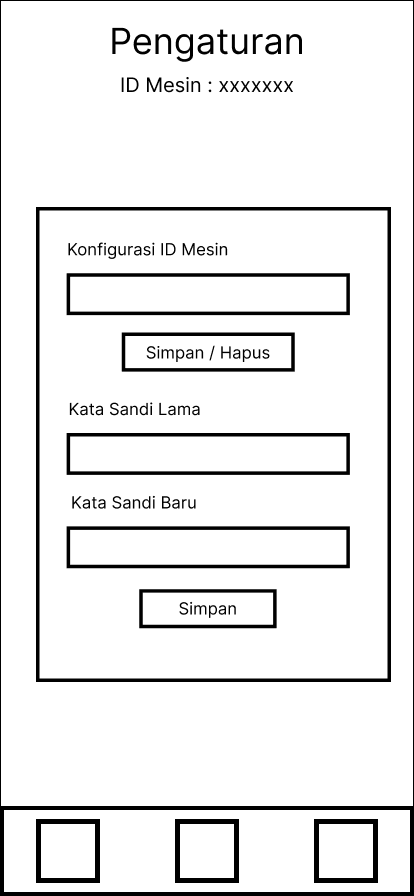 Pengaturan
ID Mesin : xxxxxxx
Konfigurasi ID Mesin
Simpan / Hapus
Kata Sandi Lama
Kata Sandi Baru
Simpan